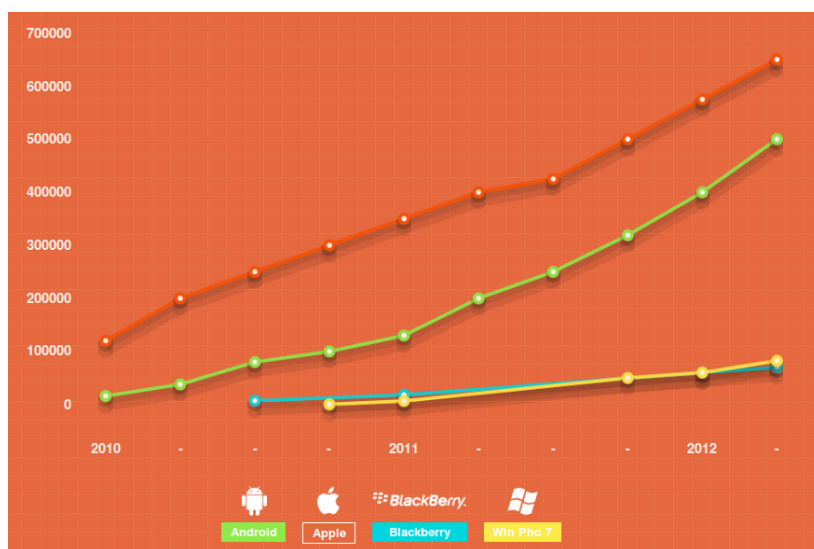 700000
600000
500000
400000
300000
200000
100000
0
2010 - - - 2011 - - - 2012 -
BlackBerry.
Android Apple Blackberry Win Pho 7